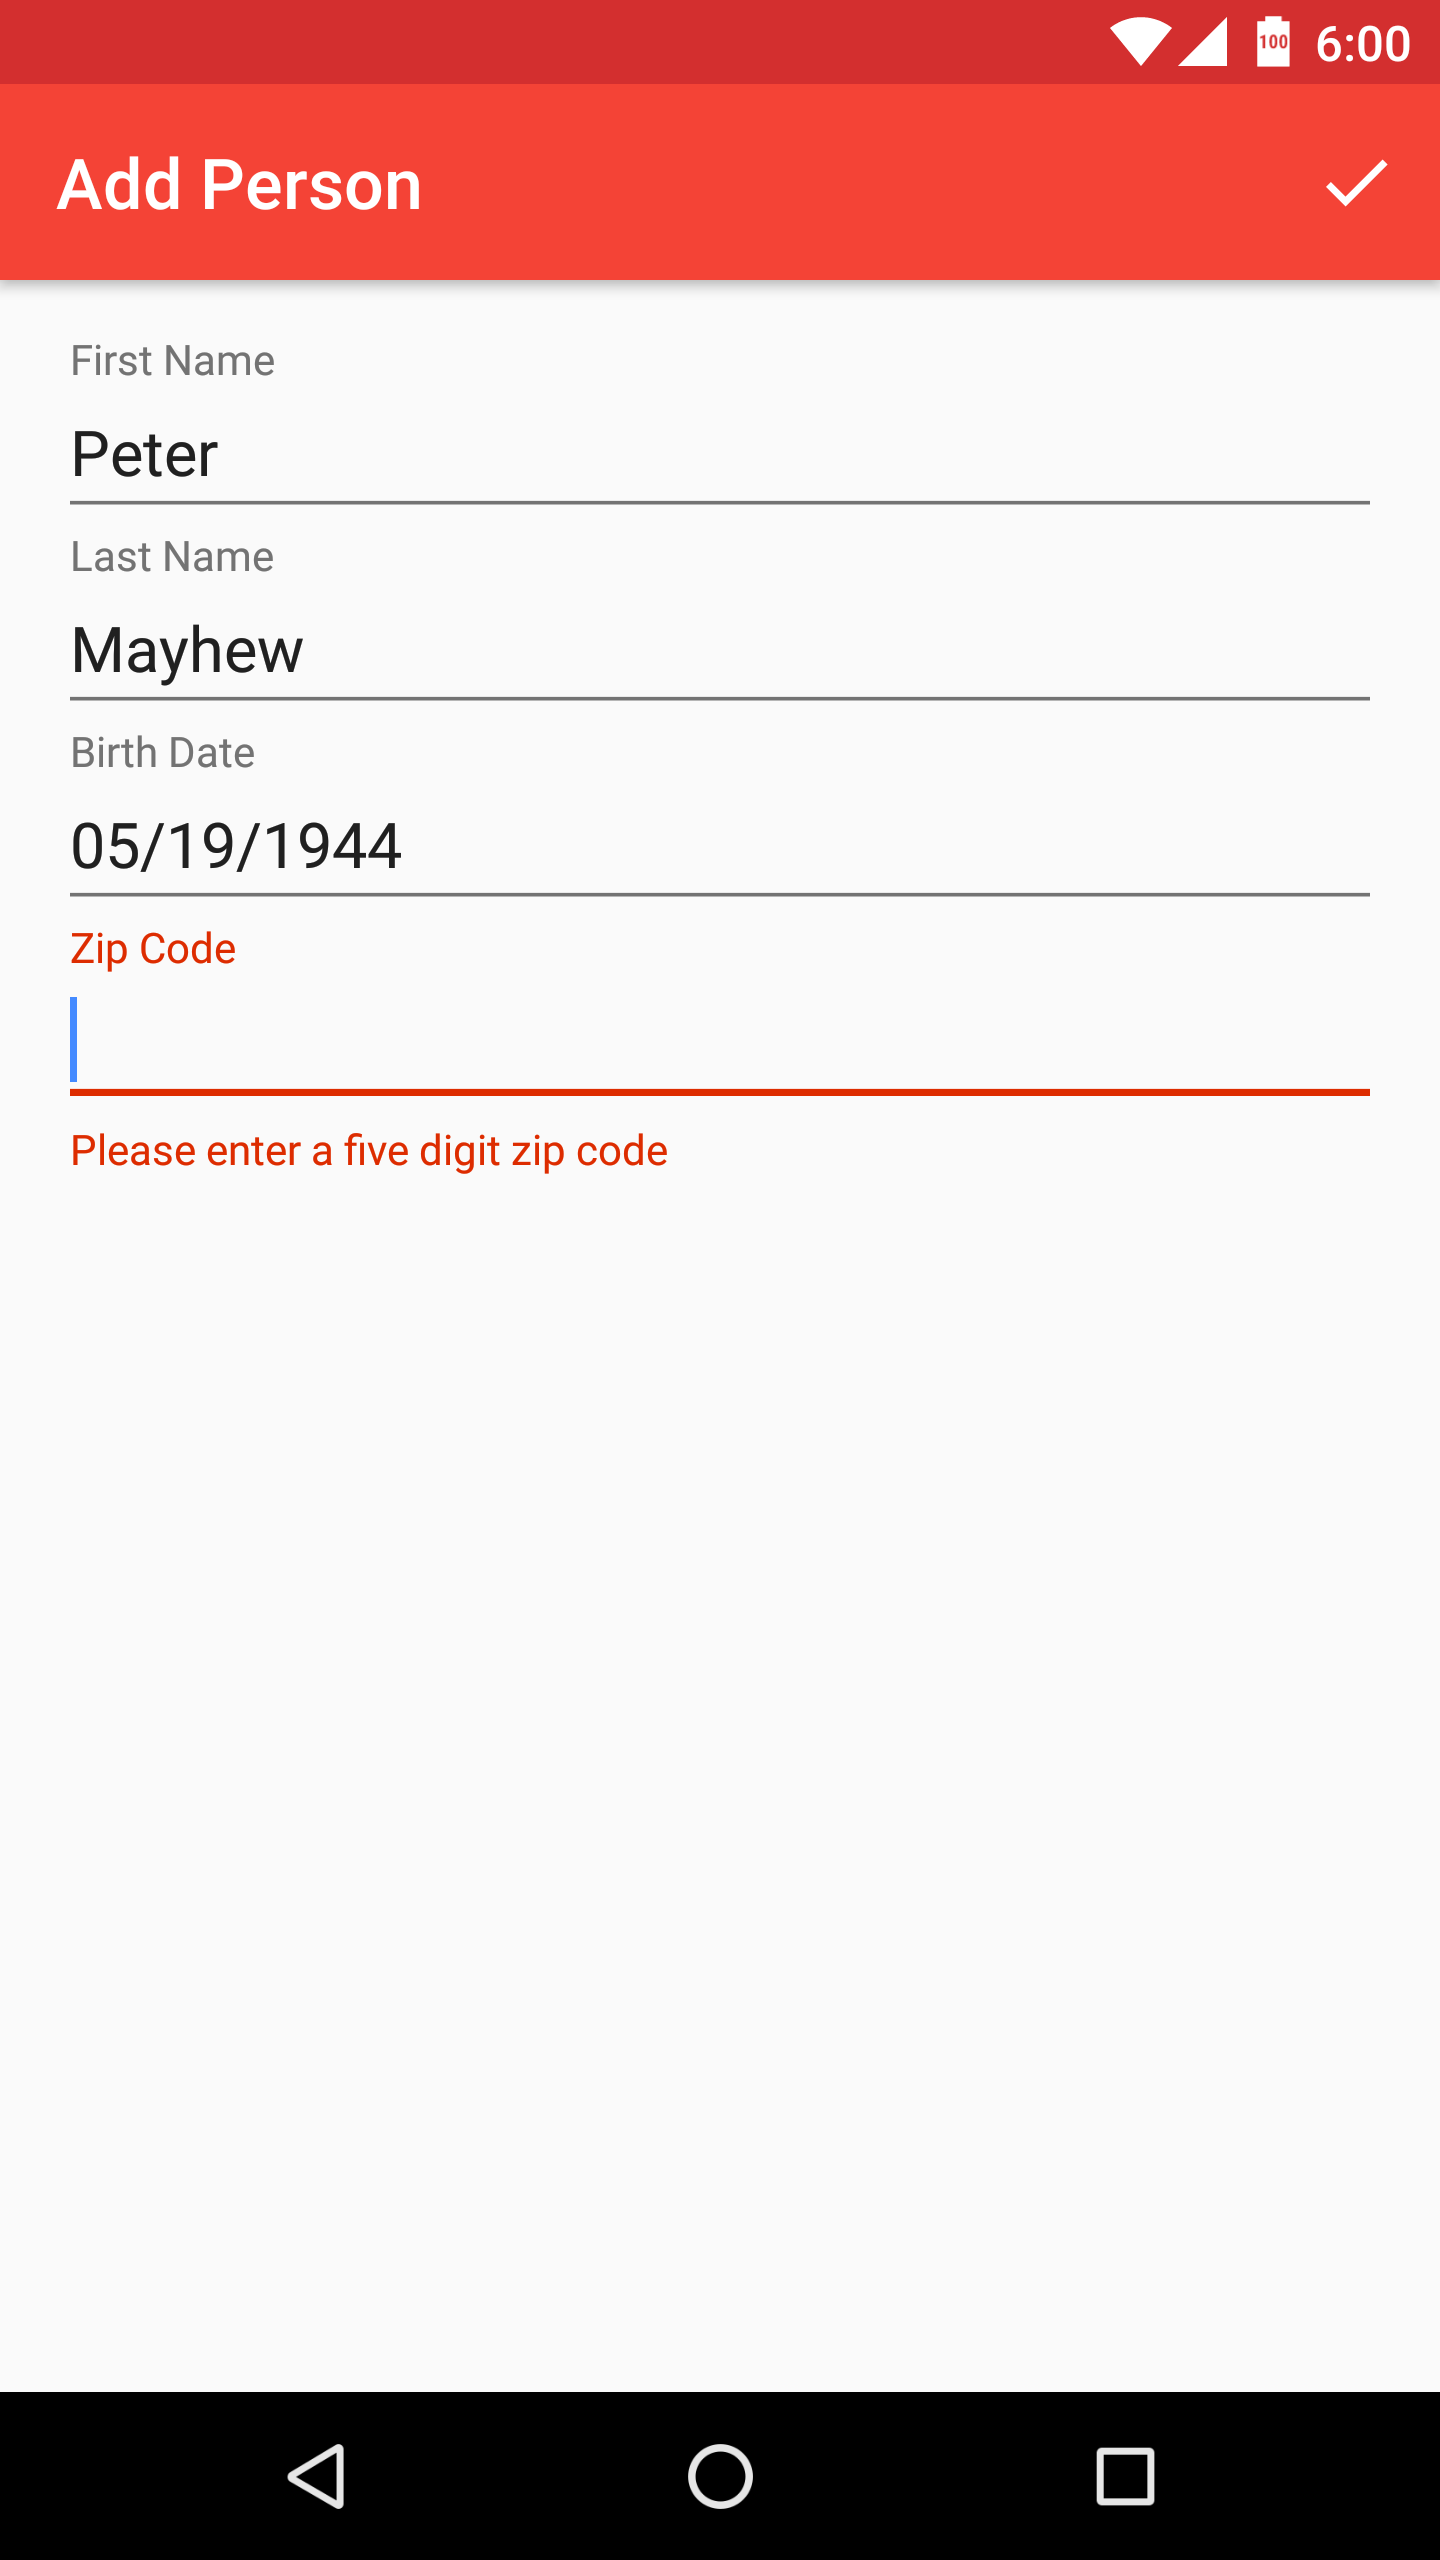 100 6:00
Add Person
First Name
Peter
Last Name
Mayhew
Birth Date
05/19/1944
Zip Code
Please enter a five digit zip code